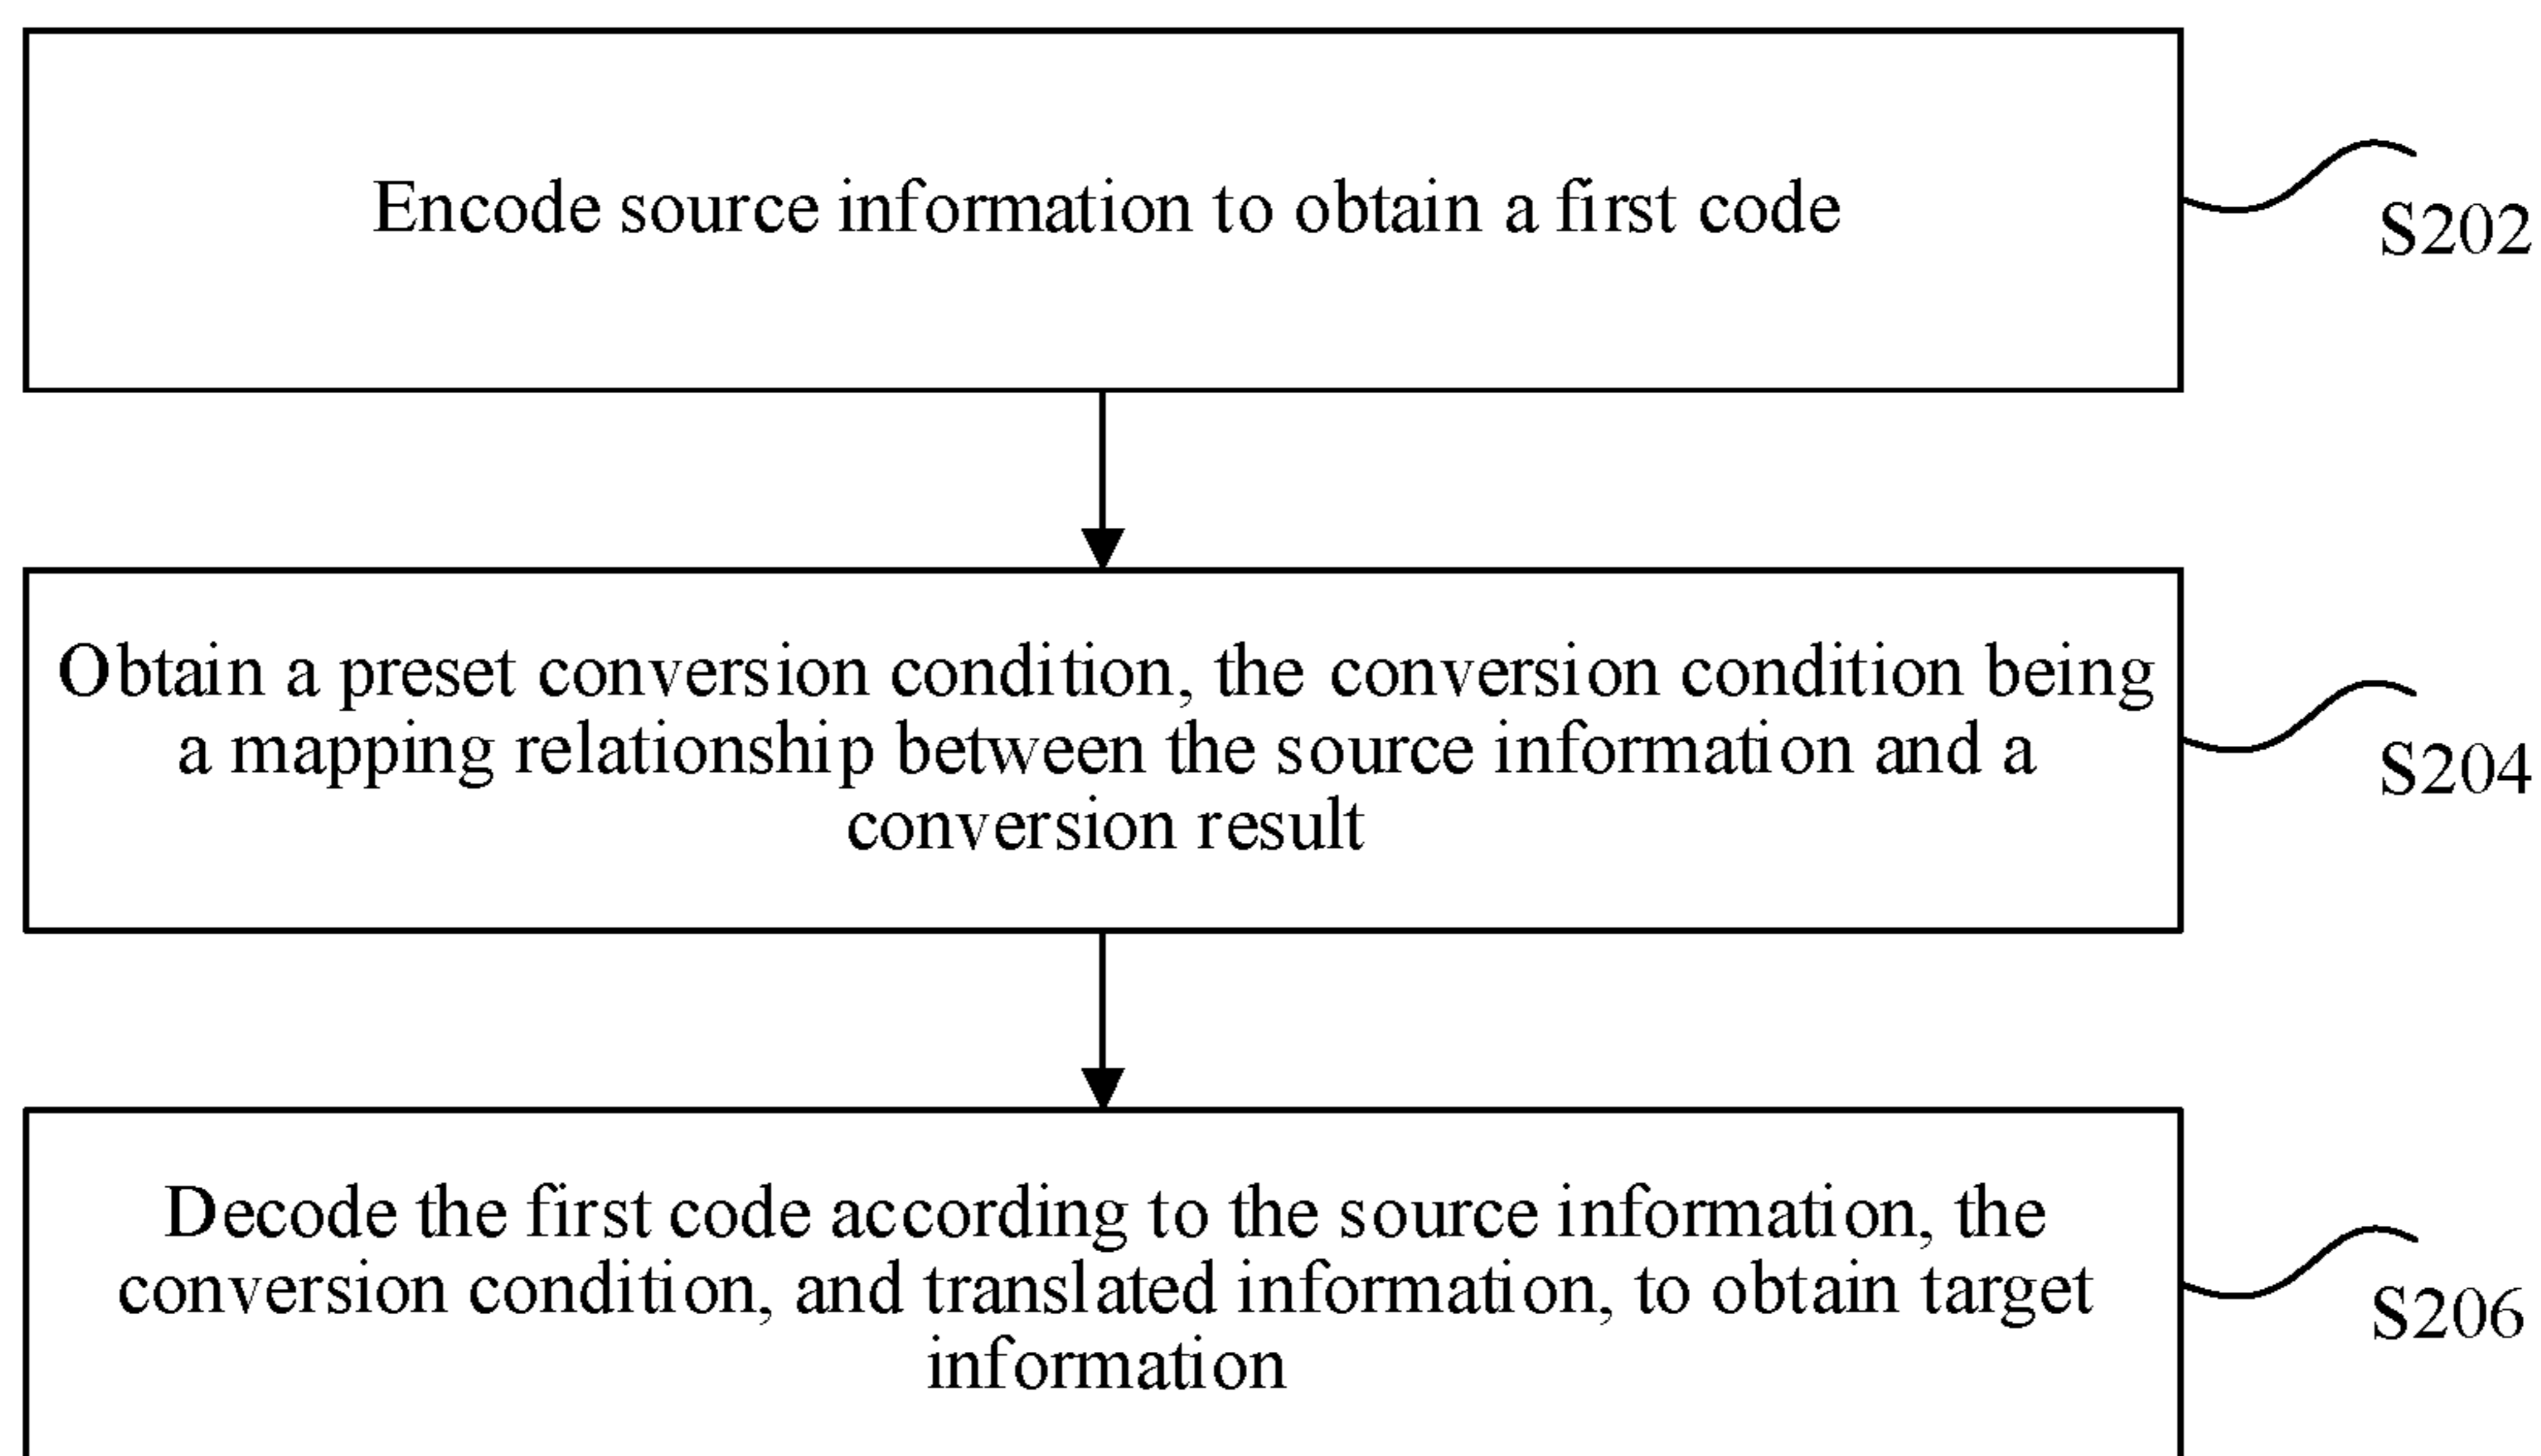 Encode source information to obtain a first code
S202
Obtain a preset conversion condition, the conversion condition being
a mapping relationship between the source information and a
conversion result
S204
Decode the first code according to the source information, the
conversion condition, and translated information, to obtain target
information
S206